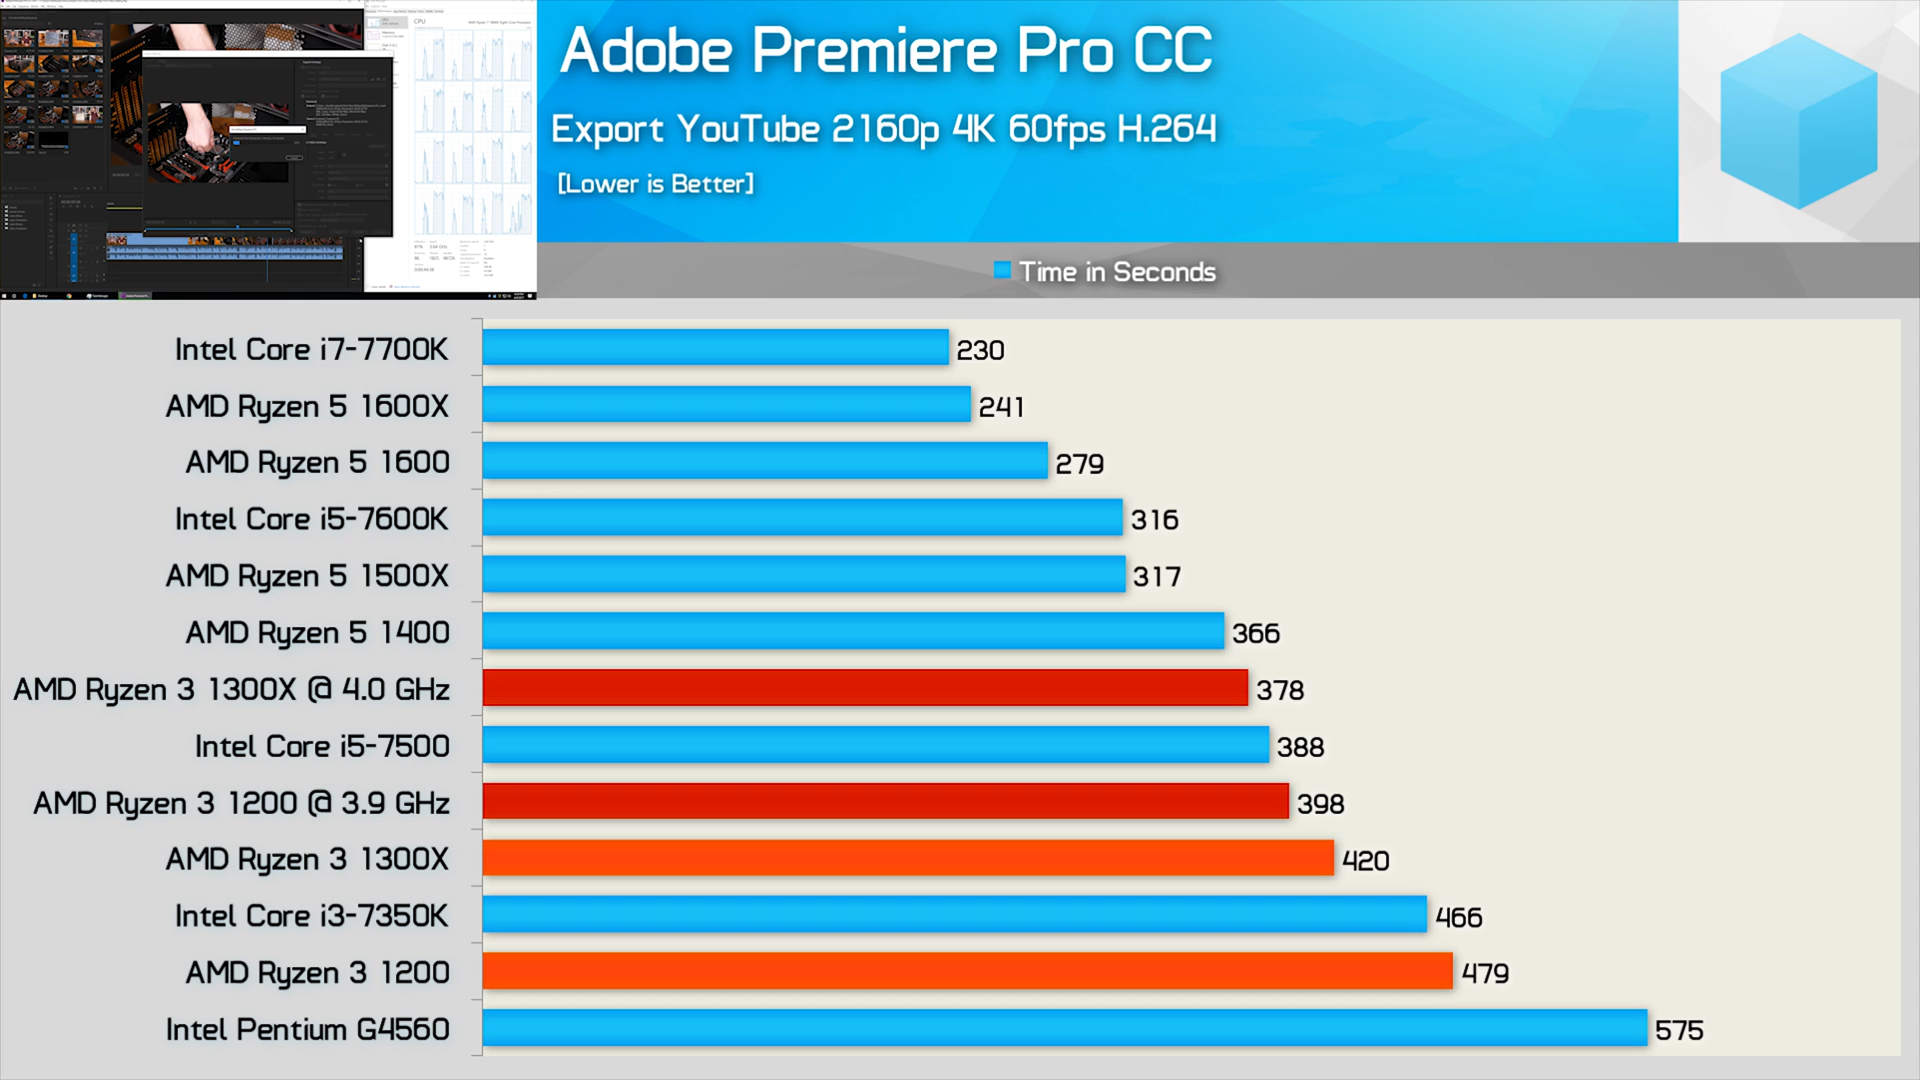 Adobe Premiere Pro CC
Export YouTube 2160p 4K 60fps H.264
[Lower is Better]
Time in Seconds
CPU
Intel Core i7-7700K 230
AMD Ryzen 5 1600X 241
AMD Ryzen 5 1600 279
Intel Core i5-7600K 316
AMD Ryzen 5 1500X 317
AMD Ryzen 5 1400 366
AMD Ryzen 3 1300X @ 4.0 GHz 378
Intel Core i5-7500 388
AMD Ryzen 3 1200 @ 3.9 GHz 398
AMD Ryzen 3 1300X 420
Intel Core i3-7350K 466
AMD Ryzen 3 1200 479
Intel Pentium G4560 575